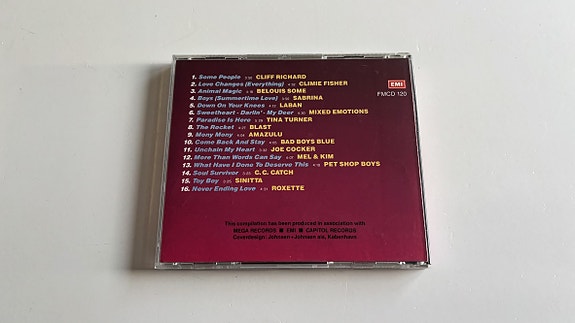 1. Some People CLIFF RICHARD
2. Love Changes (Everything) CLIMIE FISHER
3. Animal Magic BELOUIS SOME
4. Boys (Summertime Love) SABRINA
5. Down On Your Knees LABAN
6. Sweetheart - Darlin' - My Deer MIXED EMOTIONS
7. Paradise Is Here TINA TURNER
8. The Rocket BLAST
9. Mony Mony AMAZULU
10. Come Back And Stay BAD BOYS BLUE
11. Unchain My Heart JOE COCKER
12. More Than Words Can Say MEL & KIM
13. What Have I Done To Deserve This PET SHOP BOYS
14. Soul Survivor C.C. CATCH
15. Toy Boy SINITTA
16. Never Ending Love ROXETTE
EMI
FMCD 120
This compilation has been produced in association with
MEGA RECORDS ■ EMI ■ CAPITOL RECORDS
Coverdesign: Johnson+Johnson a/s, København